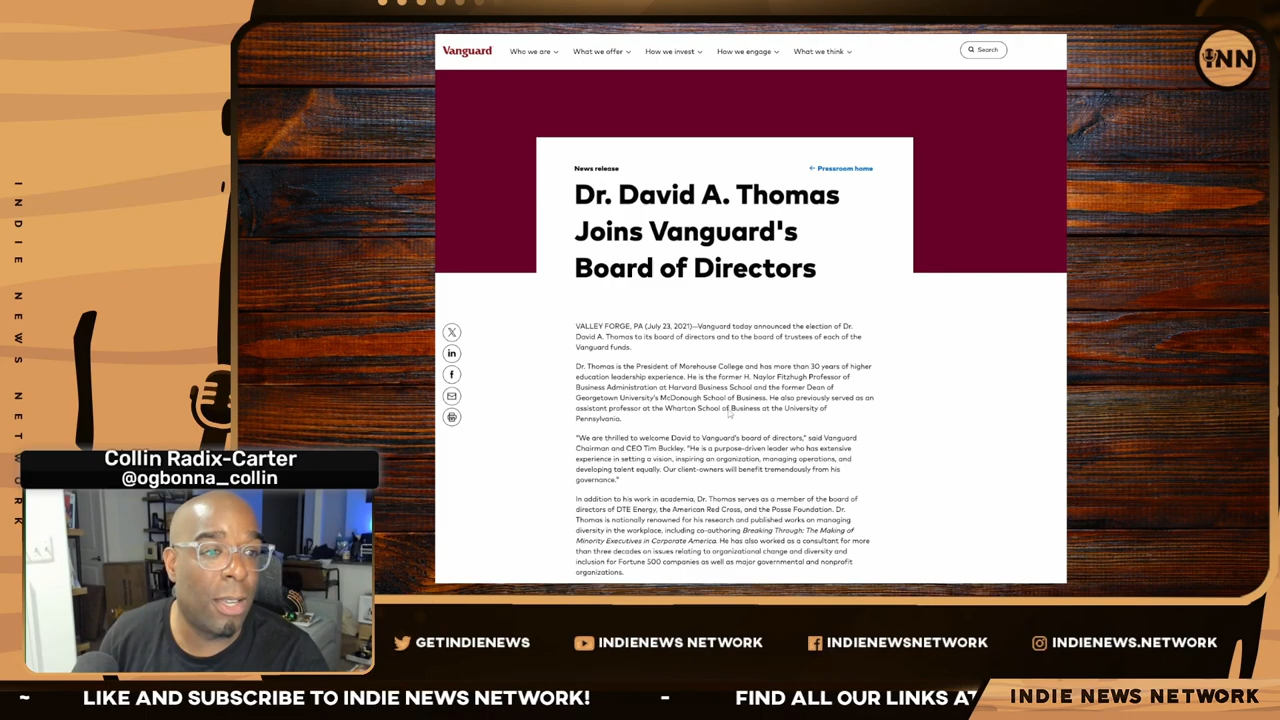 Vanguard
Who we are
What we offer
How we invest
How we engage
What we think
Search
INN
News release
← Pressroom home
Dr. David A. Thomas
Joins Vanguard's
Board of Directors
VALLEY FORGE, PA (July 23, 2021)—Vanguard today announced the election of Dr.
David A. Thomas to its board of directors and to the board of trustees of each of the
Vanguard funds.
Dr. Thomas is the President of Morehouse College and has more than 30 years of higher
education leadership experience. He is the former H. Naylor Fitzhugh Professor of
Business Administration at Harvard Business School and the former Dean of
Georgetown University's McDonough School of Business. He also previously served as an
assistant professor at the Wharton School of Business at the University of
Pennsylvania.
"We are thrilled to welcome David to Vanguard's board of directors," said Vanguard
Chairman and CEO Tim Buckley. "He is a purpose-driven leader who has extensive
experience in setting a vision, inspiring an organization, managing operations, and
developing talent equally. Our client-owners will benefit tremendously from his
governance."
In addition to his work in academia, Dr. Thomas serves as a member of the board of
directors of DTE Energy, the American Red Cross, and the Posse Foundation. Dr.
Thomas is nationally renowned for his research and published works on managing
diversity in the workplace, including co-authoring Breaking Through: The Making of
Minority Executives in Corporate America. He has also worked as a consultant for more
than three decades on issues relating to organizational change and diversity and
inclusion for Fortune 500 companies as well as major governmental and nonprofit
organizations.
INDIE NEWS NETWORK
Collin Radix-Carter
@ogbonna_collin
GETINDIENEWS
INDIENEWS NETWORK
INDIENEWSNETWORK
INDIENEWS.NETWORK
~ LIKE AND SUBSCRIBE TO INDIE NEWS NETWORK! - FIND ALL OUR LINKS AT
INDIE NEWS NETWORK